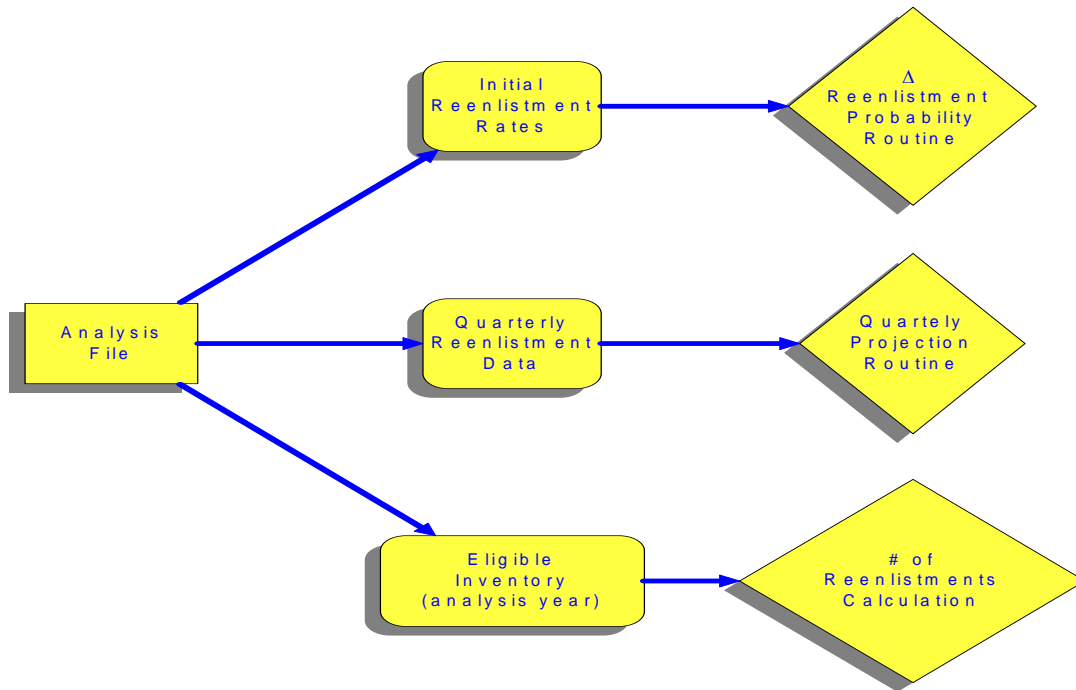 Initial
Reenlistment
Rates
Δ
Reenlistment
Probability
Routine
Analysis
File
Quarterly
Reenlistment
Data
Quartely
Projection
Routine
Eligible
Inventory
(analysis year)
# of
Reenlistments
Calculation